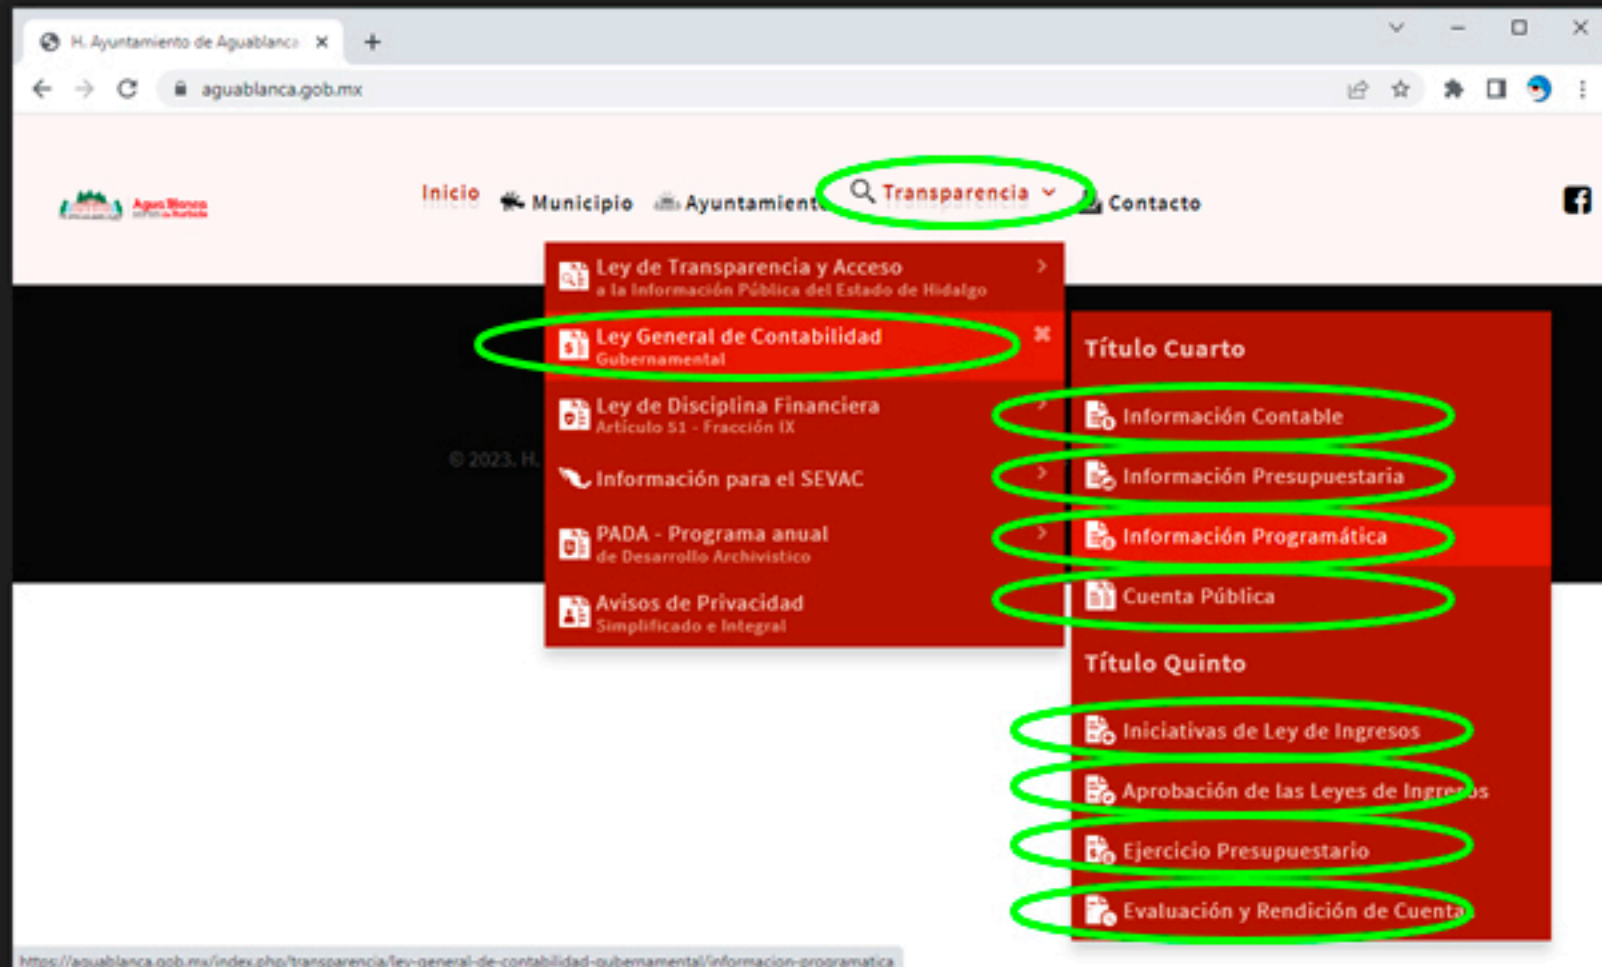 H. Ayuntamiento de Aguablanca
aguablanca.gob.mx
Agua Blanca
Inicio
Municipio
Ayuntamiento
Transparencia
Contacto
Ley de Transparencia y Acceso
a la Información Pública del Estado de Hidalgo
Ley General de Contabilidad
Gubernamental
Ley de Disciplina Financiera
Artículo 51 - Fracción IX
Información para el SEVAC
PADA - Programa anual
de Desarrollo Archivistico
Avisos de Privacidad
Simplificado e Integral
© 2023. H.
Título Cuarto
Información Contable
Información Presupuestaria
Información Programática
Cuenta Pública
Título Quinto
Iniciativas de Ley de Ingresos
Aprobación de las Leyes de Ingresos
Ejercicio Presupuestario
Evaluación y Rendición de Cuentas
https://aguablanca.gob.mx/index.php/transparencia/ley-general-de-contabilidad-gubernamental/informacion-programatica